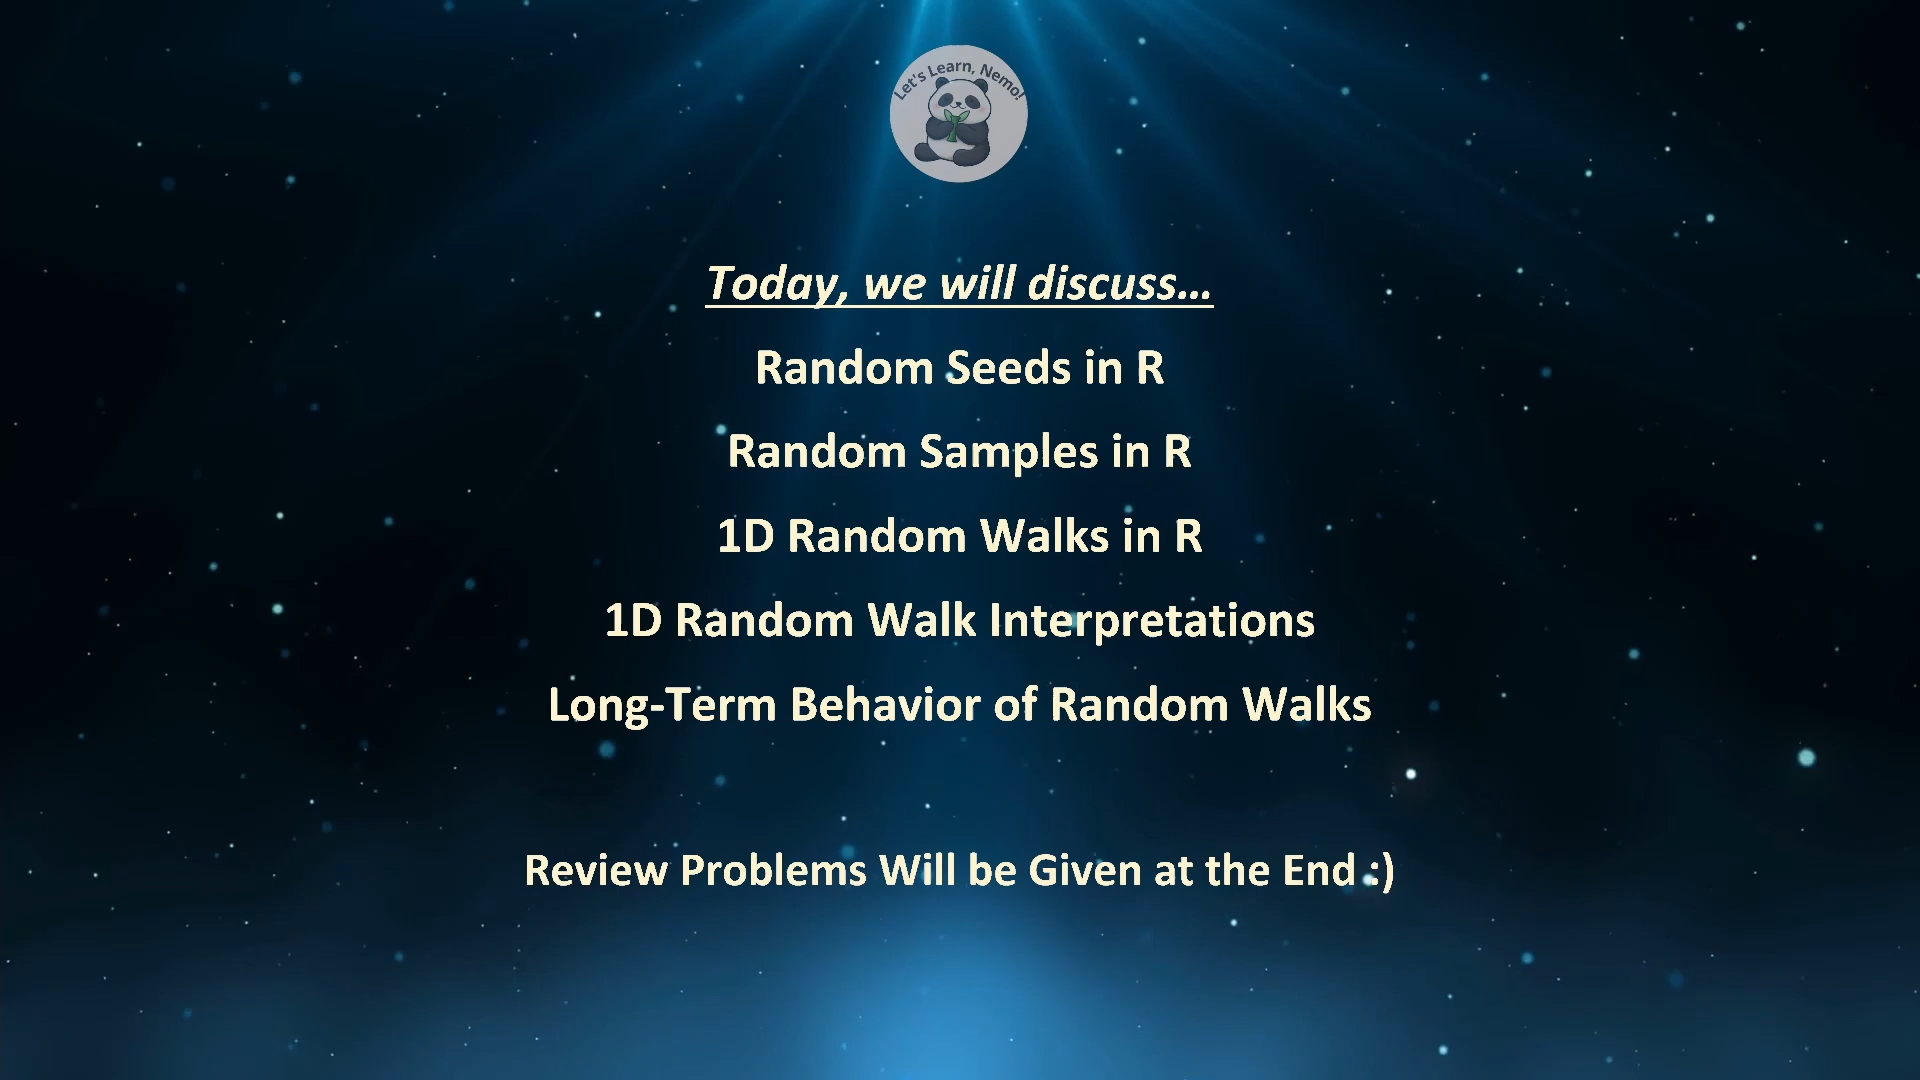 Let's Learn, Nemo!
Today, we will discuss...
Random Seeds in R
Random Samples in R
1D Random Walks in R
1D Random Walk Interpretations
Long-Term Behavior of Random Walks
Review Problems Will be Given at the End :)